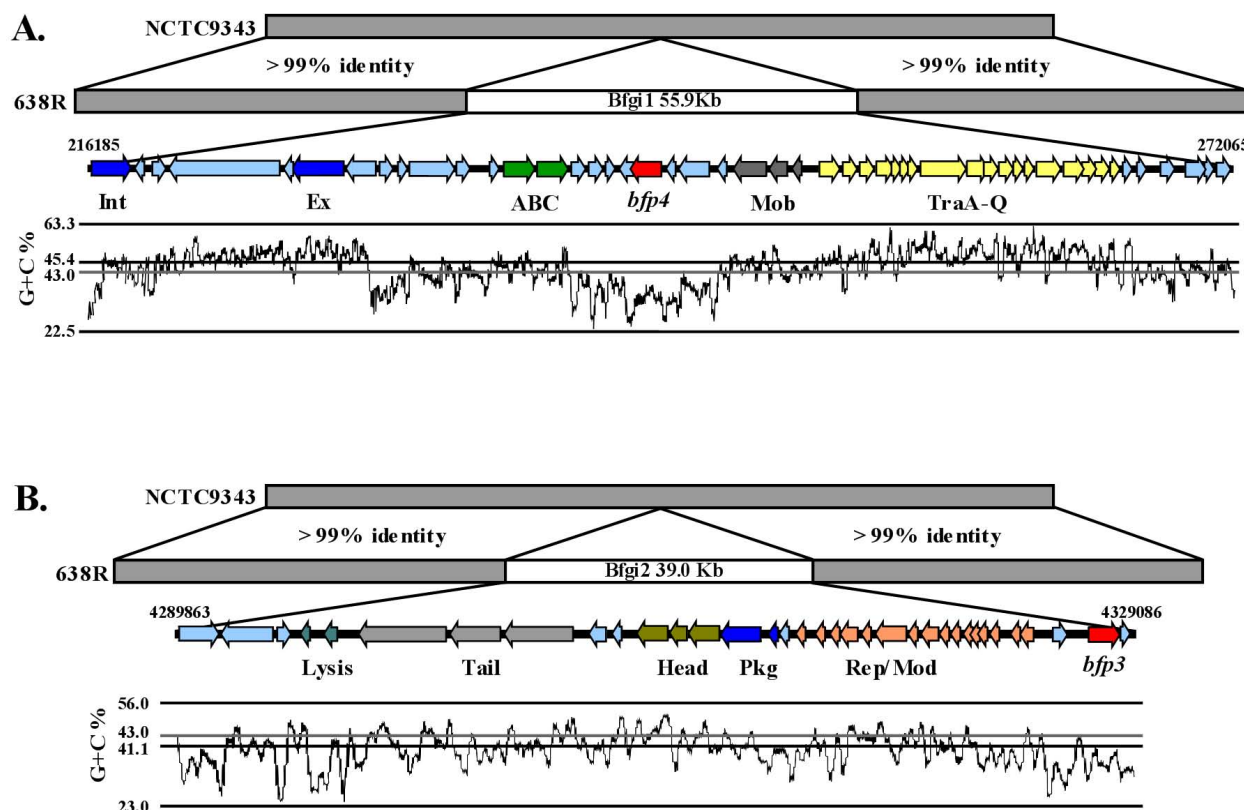 A.
NCTC9343
> 99% identity > 99% identity
638R
Bfgi1 55.9Kb
216185 272065
Int Ex ABC bfp4 Mob TraA-Q
G+C %
63.3
45.4
43.0
22.5
B.
NCTC9343
> 99% identity > 99% identity
638R
Bfgi2 39.0 Kb
4289863 4329086
Lysis Tail Head Pkg Rep/Mod bfp3
G+C %
56.0
43.0
41.1
23.0